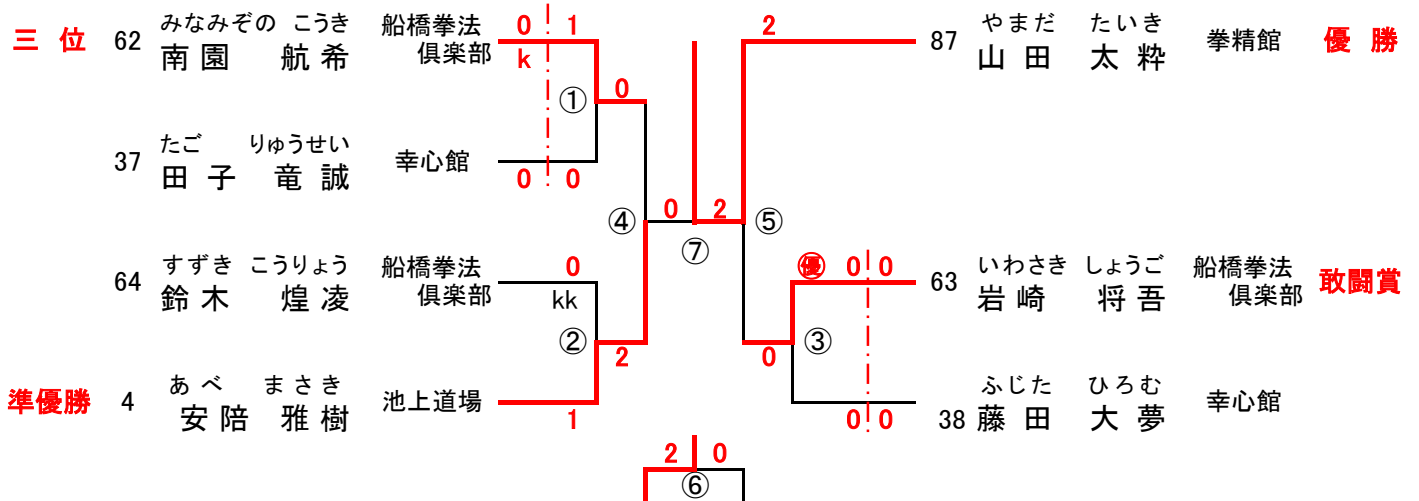 みなみぞの こうき
三 位 62 南園 航希 船橋拳法倶楽部 0 1
k
① 0
たご りゅうせい
37 田子 竜誠 幸心館
0 0
④ 0 2 ⑤
⑦
すずき こうりょう
64 鈴木 煌凌 船橋拳法倶楽部 0
kk
② 2
あべ まさき
準優勝 4 安陪 雅樹 池上道場
1
2 0
⑥
やまだ たいき
2 87 山田 太粋 拳精館 優勝
いわさき しょうご
優 0 0 63 岩崎 将吾 船橋拳法倶楽部 敢闘賞
0 ③
ふじた ひろむ
0 0 38 藤田 大夢 幸心館